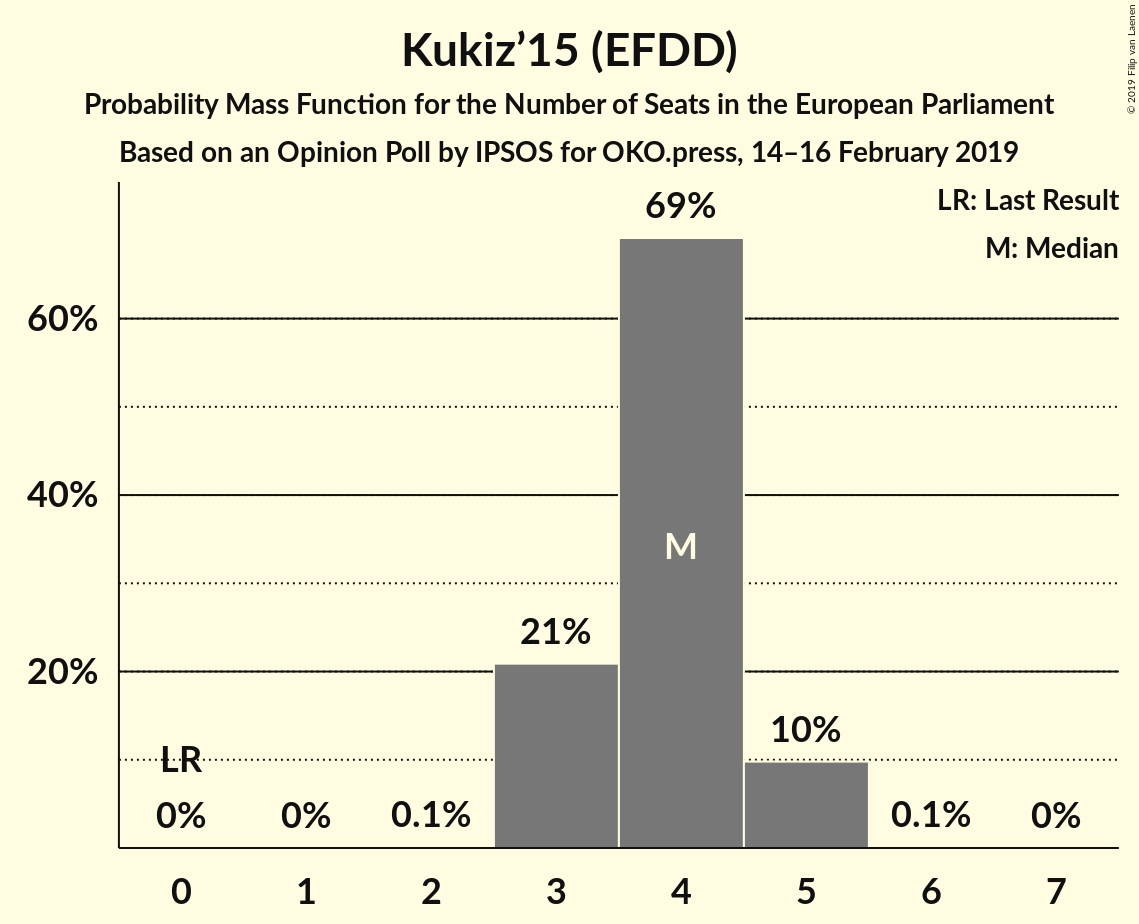 Kukiz’15 (EFDD)
Probability Mass Function for the Number of Seats in the European Parliament
Based on an Opinion Poll by IPSOS for OKO.press, 14–16 February 2019
© 2019 Filip van Laenen
LR: Last Result
M: Median
69%
60%
40%
M
21%
20%
10%
LR
0% 0% 0.1% 0.1% 0%
0 1 2 3 4 5 6 7